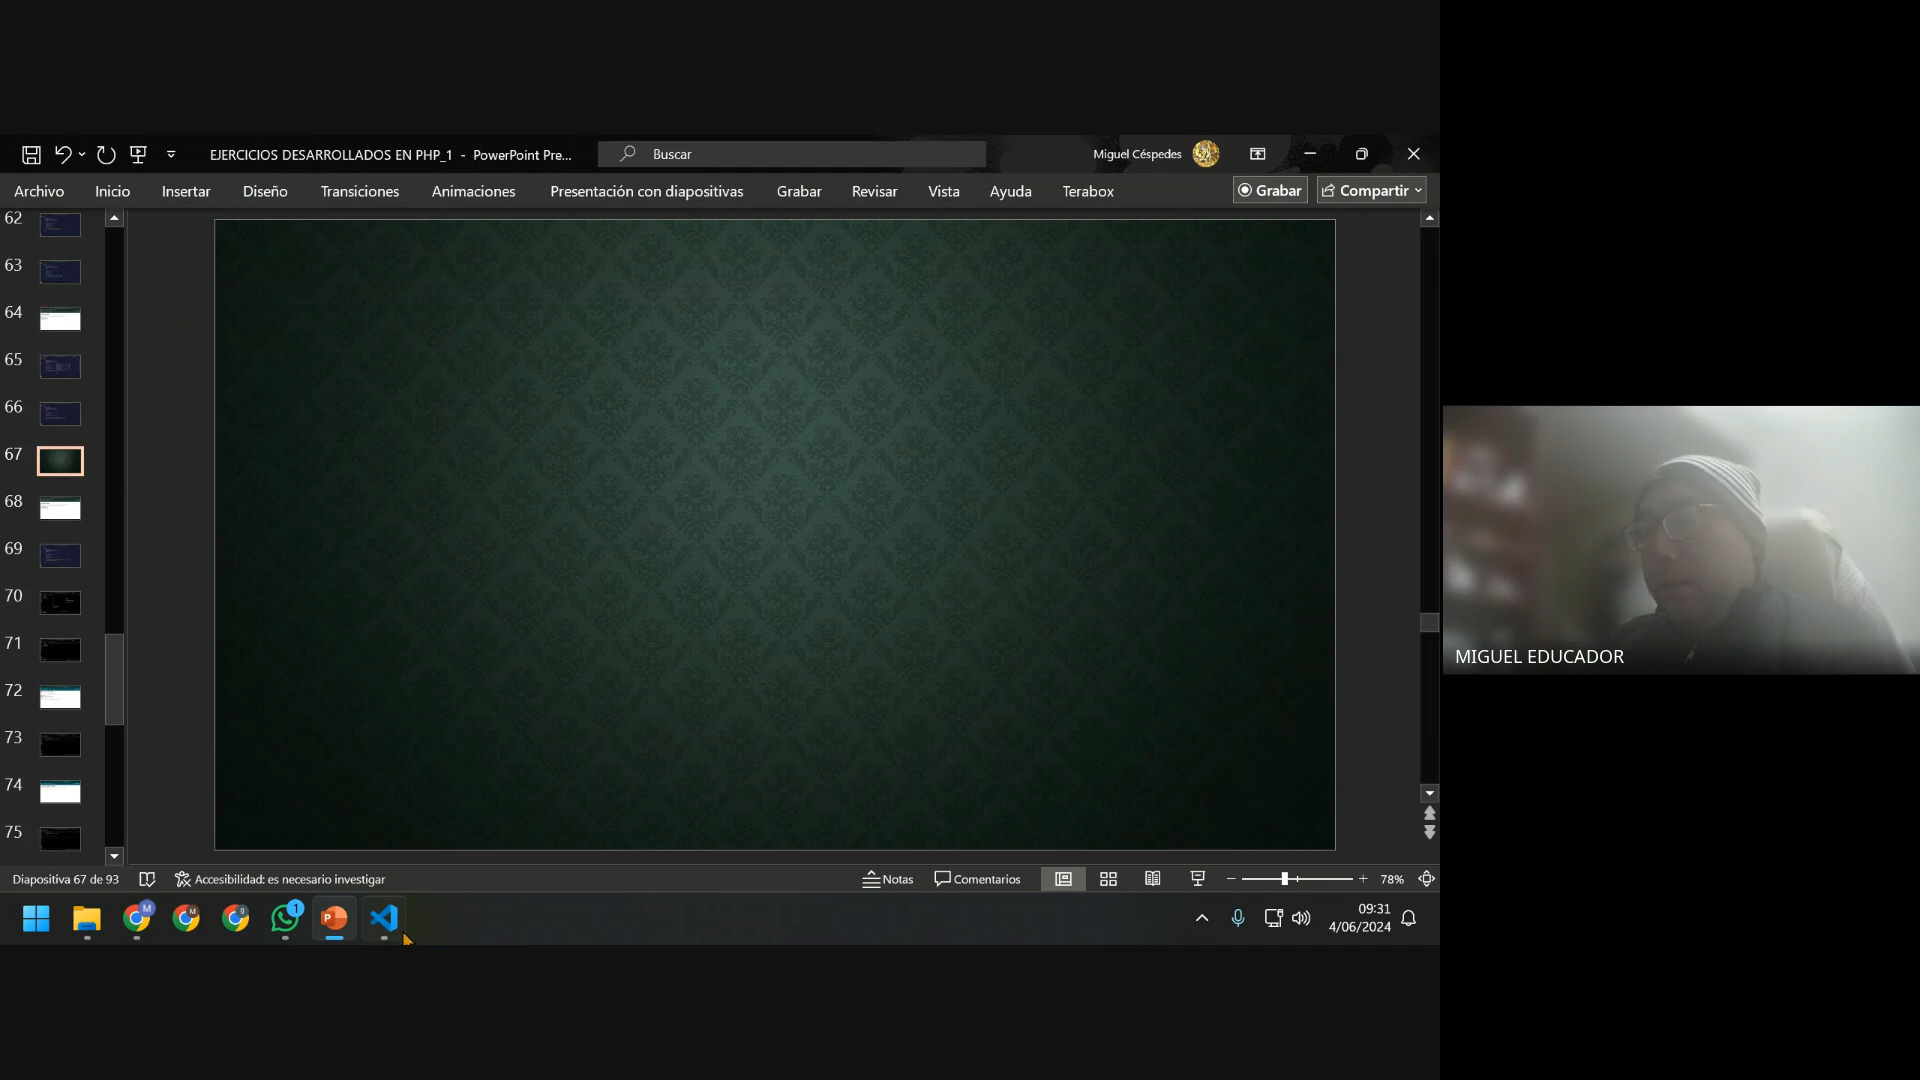 EJERCICIOS DESARROLLADOS EN PHP_1 - PowerPoint Pre...
Buscar
Miguel Céspedes
Archivo Inicio Insertar Diseño Transiciones Animaciones Presentación con diapositivas Grabar Revisar Vista Ayuda Terabox Grabar Compartir
62
63
64
65
66
67
68
69
70
71
72
73
74
75
MIGUEL EDUCADOR
Diapositiva 67 de 93 Accesibilidad: es necesario investigar Notas Comentarios 78%
M M g 1 P
09:31
4/06/2024